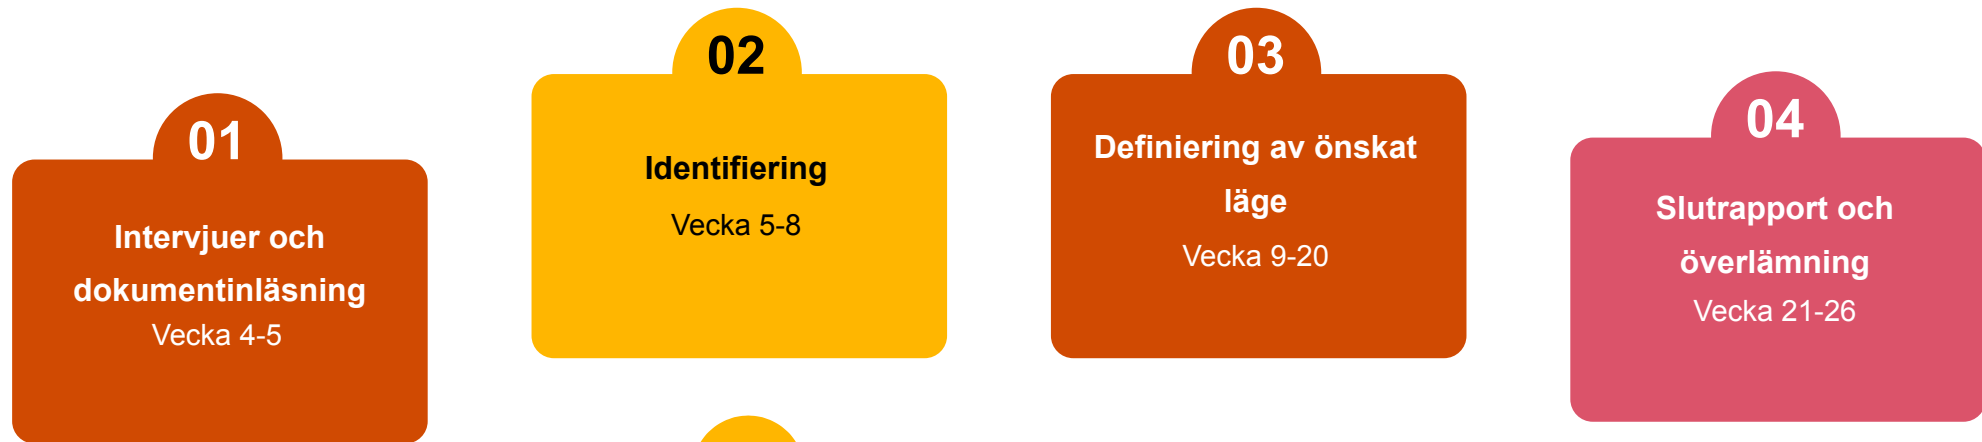 01
Intervjuer och
dokumentinläsning
Vecka 4-5
02
Identifiering
Vecka 5-8
03
Definiering av önskat
läge
Vecka 9-20
04
Slutrapport och
överlämning
Vecka 21-26